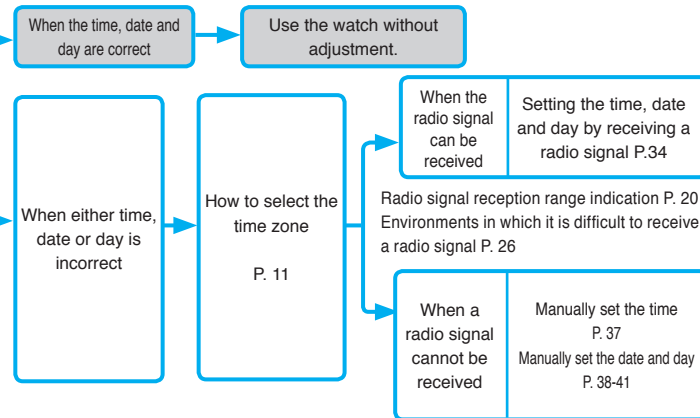 When the time, date and
day are correct
Use the watch without
adjustment.
When either time,
date or day is
incorrect
How to select the
time zone
P. 11
When the
radio signal
can be
received
Setting the time, date
and day by receiving a
radio signal P.34
Radio signal reception range indication P. 20
Environments in which it is difficult to receive
a radio signal P. 26
When a
radio signal
cannot be
received
Manually set the time
P. 37
Manually set the date and day
P. 38-41